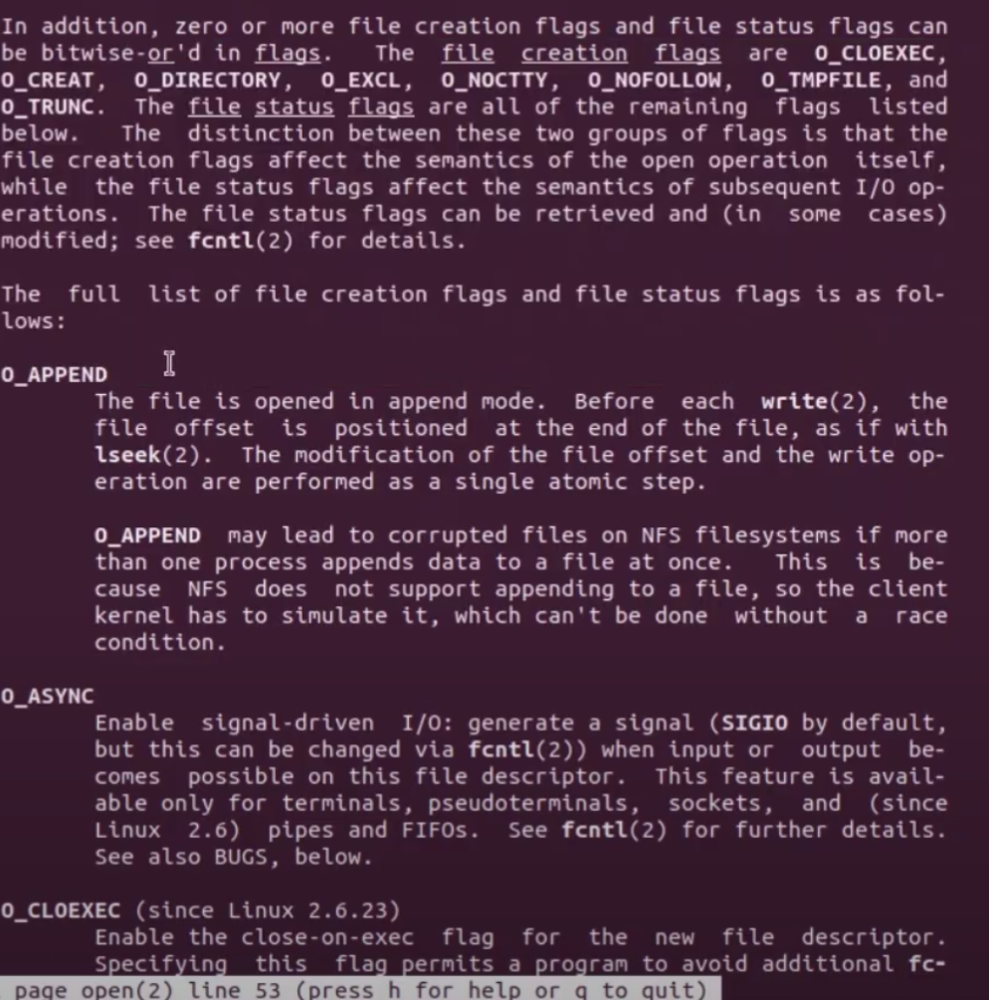 In addition, zero or more file creation flags and file status flags can
be bitwise-or'd in flags. The file creation flags are O_CLOEXEC,
O_CREAT, O_DIRECTORY, O_EXCL, O_NOCTTY, O_NOFOLLOW, O_TMPFILE, and
O_TRUNC. The file status flags are all of the remaining flags listed
below. The distinction between these two groups of flags is that the
file creation flags affect the semantics of the open operation itself,
while the file status flags affect the semantics of subsequent I/O op-
erations. The file status flags can be retrieved and (in some cases)
modified; see fcntl(2) for details.
The full list of file creation flags and file status flags is as fol-
lows:
O_APPEND
The file is opened in append mode. Before each write(2), the
file offset is positioned at the end of the file, as if with
lseek(2). The modification of the file offset and the write op-
eration are performed as a single atomic step.
O_APPEND may lead to corrupted files on NFS filesystems if more
than one process appends data to a file at once. This is be-
cause NFS does not support appending to a file, so the client
kernel has to simulate it, which can't be done without a race
condition.
O_ASYNC
Enable signal-driven I/O: generate a signal (SIGIO by default,
but this can be changed via fcntl(2)) when input or output be-
comes possible on this file descriptor. This feature is avail-
able only for terminals, pseudoterminals, sockets, and (since
Linux 2.6) pipes and FIFOs. See fcntl(2) for further details.
See also BUGS, below.
O_CLOEXEC (since Linux 2.6.23)
Enable the close-on-exec flag for the new file descriptor.
Specifying this flag permits a program to avoid additional fc-
page open(2) line 53 (press h for help or q to quit)